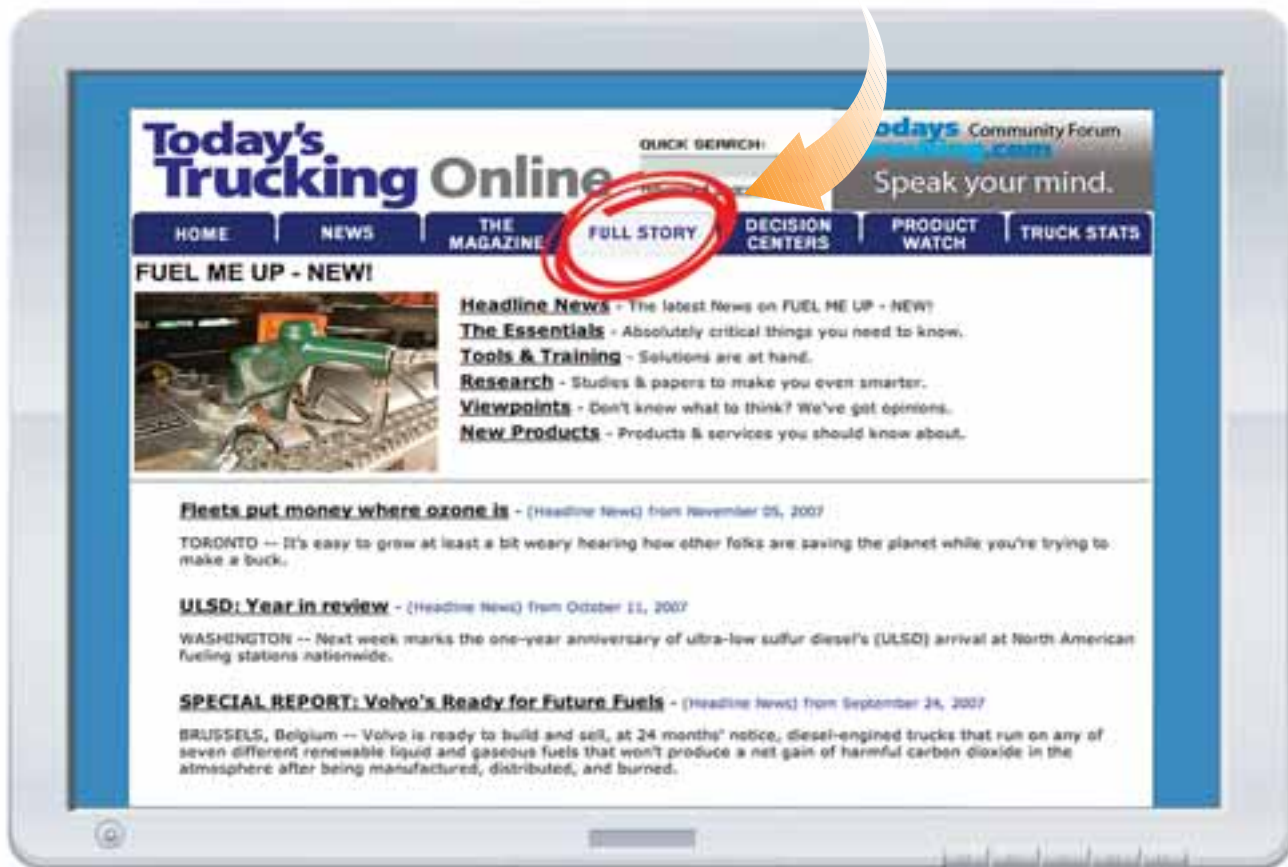 Today's
Trucking Online
QUICK SEARCH:
Community Forum
Speak your mind.
HOME
NEWS
THE
MAGAZINE
FULL STORY
DECISION
CENTERS
PRODUCT
WATCH
TRUCK STATS
FUEL ME UP - NEW!
Headline News - The latest News on FUEL ME UP - NEW!
The Essentials - Absolutely critical things you need to know.
Tools & Training - Solutions are at hand.
Research - Studies & papers to make you even smarter.
Viewpoints - Don't know what to think? We've got opinions.
New Products - Products & services you should know about.
Fleets put money where ozone is - (Headline News) from November 05, 2007
TORONTO -- It's easy to grow at least a bit weary hearing how other folks are saving the planet while you're trying to
make a buck.
ULSD: Year in review - (Headline News) from October 11, 2007
WASHINGTON -- Next week marks the one-year anniversary of ultra-low sulfur diesel's (ULSD) arrival at North American
fueling stations nationwide.
SPECIAL REPORT: Volvo's Ready for Future Fuels - (Headline News) from September 24, 2007
BRUSSELS, Belgium -- Volvo is ready to build and sell, at 24 months' notice, diesel-engined trucks that run on any of
seven different renewable liquid and gaseous fuels that won't produce a net gain of harmful carbon dioxide in the
atmosphere after being manufactured, distributed, and burned.